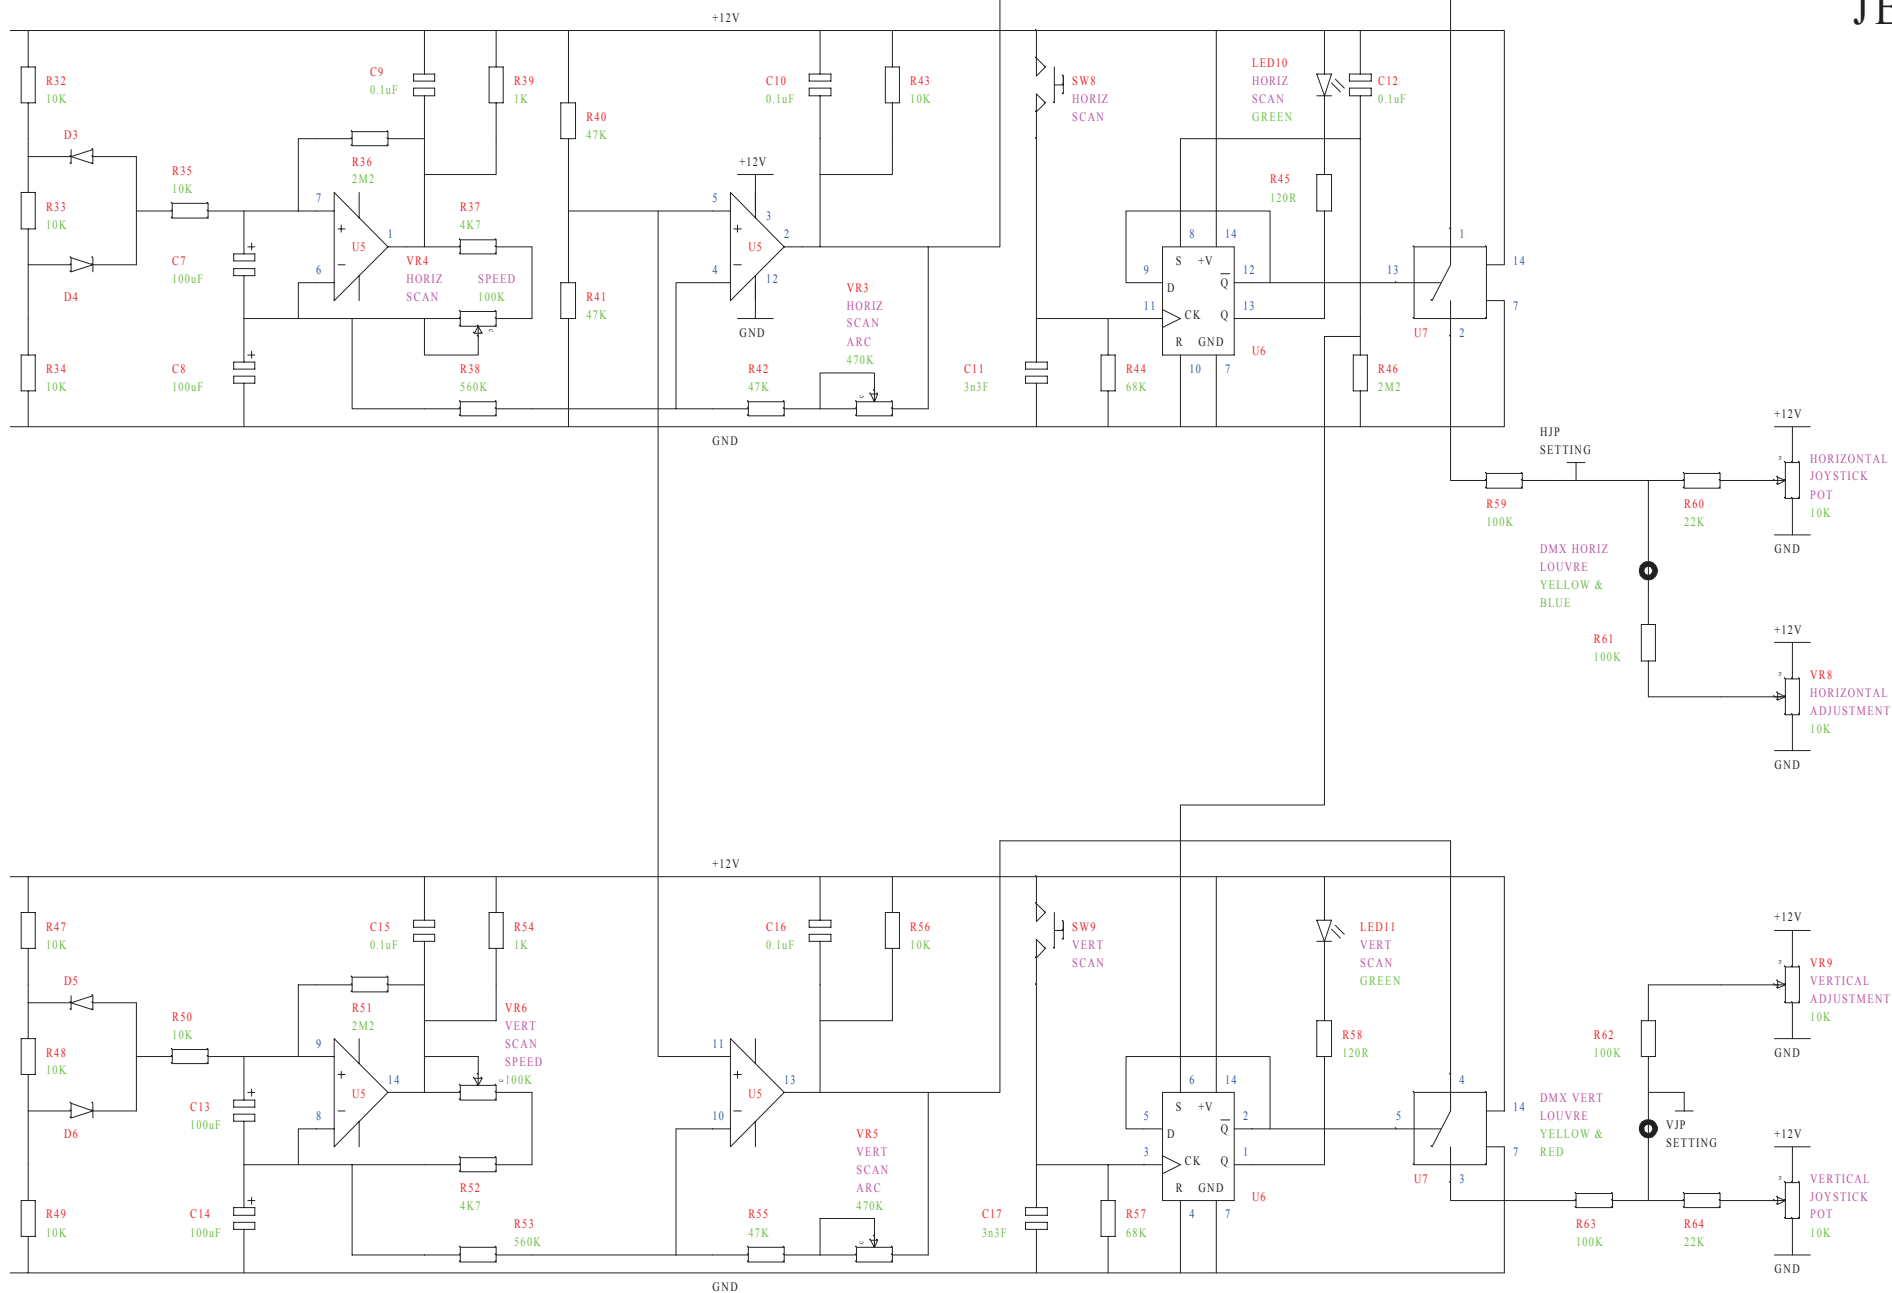 JE
+12V
R32
10K
C9
0.1uF
R39
1K
C10
0.1uF
R43
10K
SW8
HORIZ
SCAN
LED10
HORIZ
SCAN
GREEN
C12
0.1uF
R40
47K
D3
R35
10K
R36
2M2
+12V
R45
120R
R33
10K
7
6
+
−
U5
1
R37
4K7
5
4
+
−
3
U5
2
12
GND
8
14
S
+V
9
D
12
Q
11
CK
Q
13
R
GND
10
7
U6
13
1
14
7
U7
2
C7
100uF
VR4
HORIZ
SCAN
SPEED
100K
D4
R41
47K
VR3
HORIZ
SCAN
ARC
470K
R34
10K
C8
100uF
R38
560K
R42
47K
C11
3n3F
R44
68K
R46
2M2
GND
HJP
SETTING
+12V
HORIZONTAL
JOYSTICK
POT
10K
R59
100K
R60
22K
GND
DMX HORIZ
LOUVRE
YELLOW &
BLUE
R61
100K
+12V
VR8
HORIZONTAL
ADJUSTMENT
10K
GND
+12V
R47
10K
C15
0.1uF
R54
1K
C16
0.1uF
R56
10K
SW9
VERT
SCAN
LED11
VERT
SCAN
GREEN
+12V
VR9
VERTICAL
ADJUSTMENT
10K
GND
D5
R50
10K
R51
2M2
VR6
VERT
SCAN
SPEED
100K
R58
120R
R62
100K
R48
10K
9
8
+
−
U5
14
11
10
+
−
U5
13
6
14
S
+V
5
D
2
Q
3
CK
Q
1
R
GND
4
7
U6
5
4
14
7
U7
3
D6
C13
100uF
R52
4K7
VR5
VERT
SCAN
ARC
470K
DMX VERT
LOUVRE
YELLOW &
RED
VJP
SETTING
+12V
VERTICAL
JOYSTICK
POT
10K
R49
10K
C14
100uF
R53
560K
R55
47K
C17
3n3F
R57
68K
R63
100K
R64
22K
GND
GND